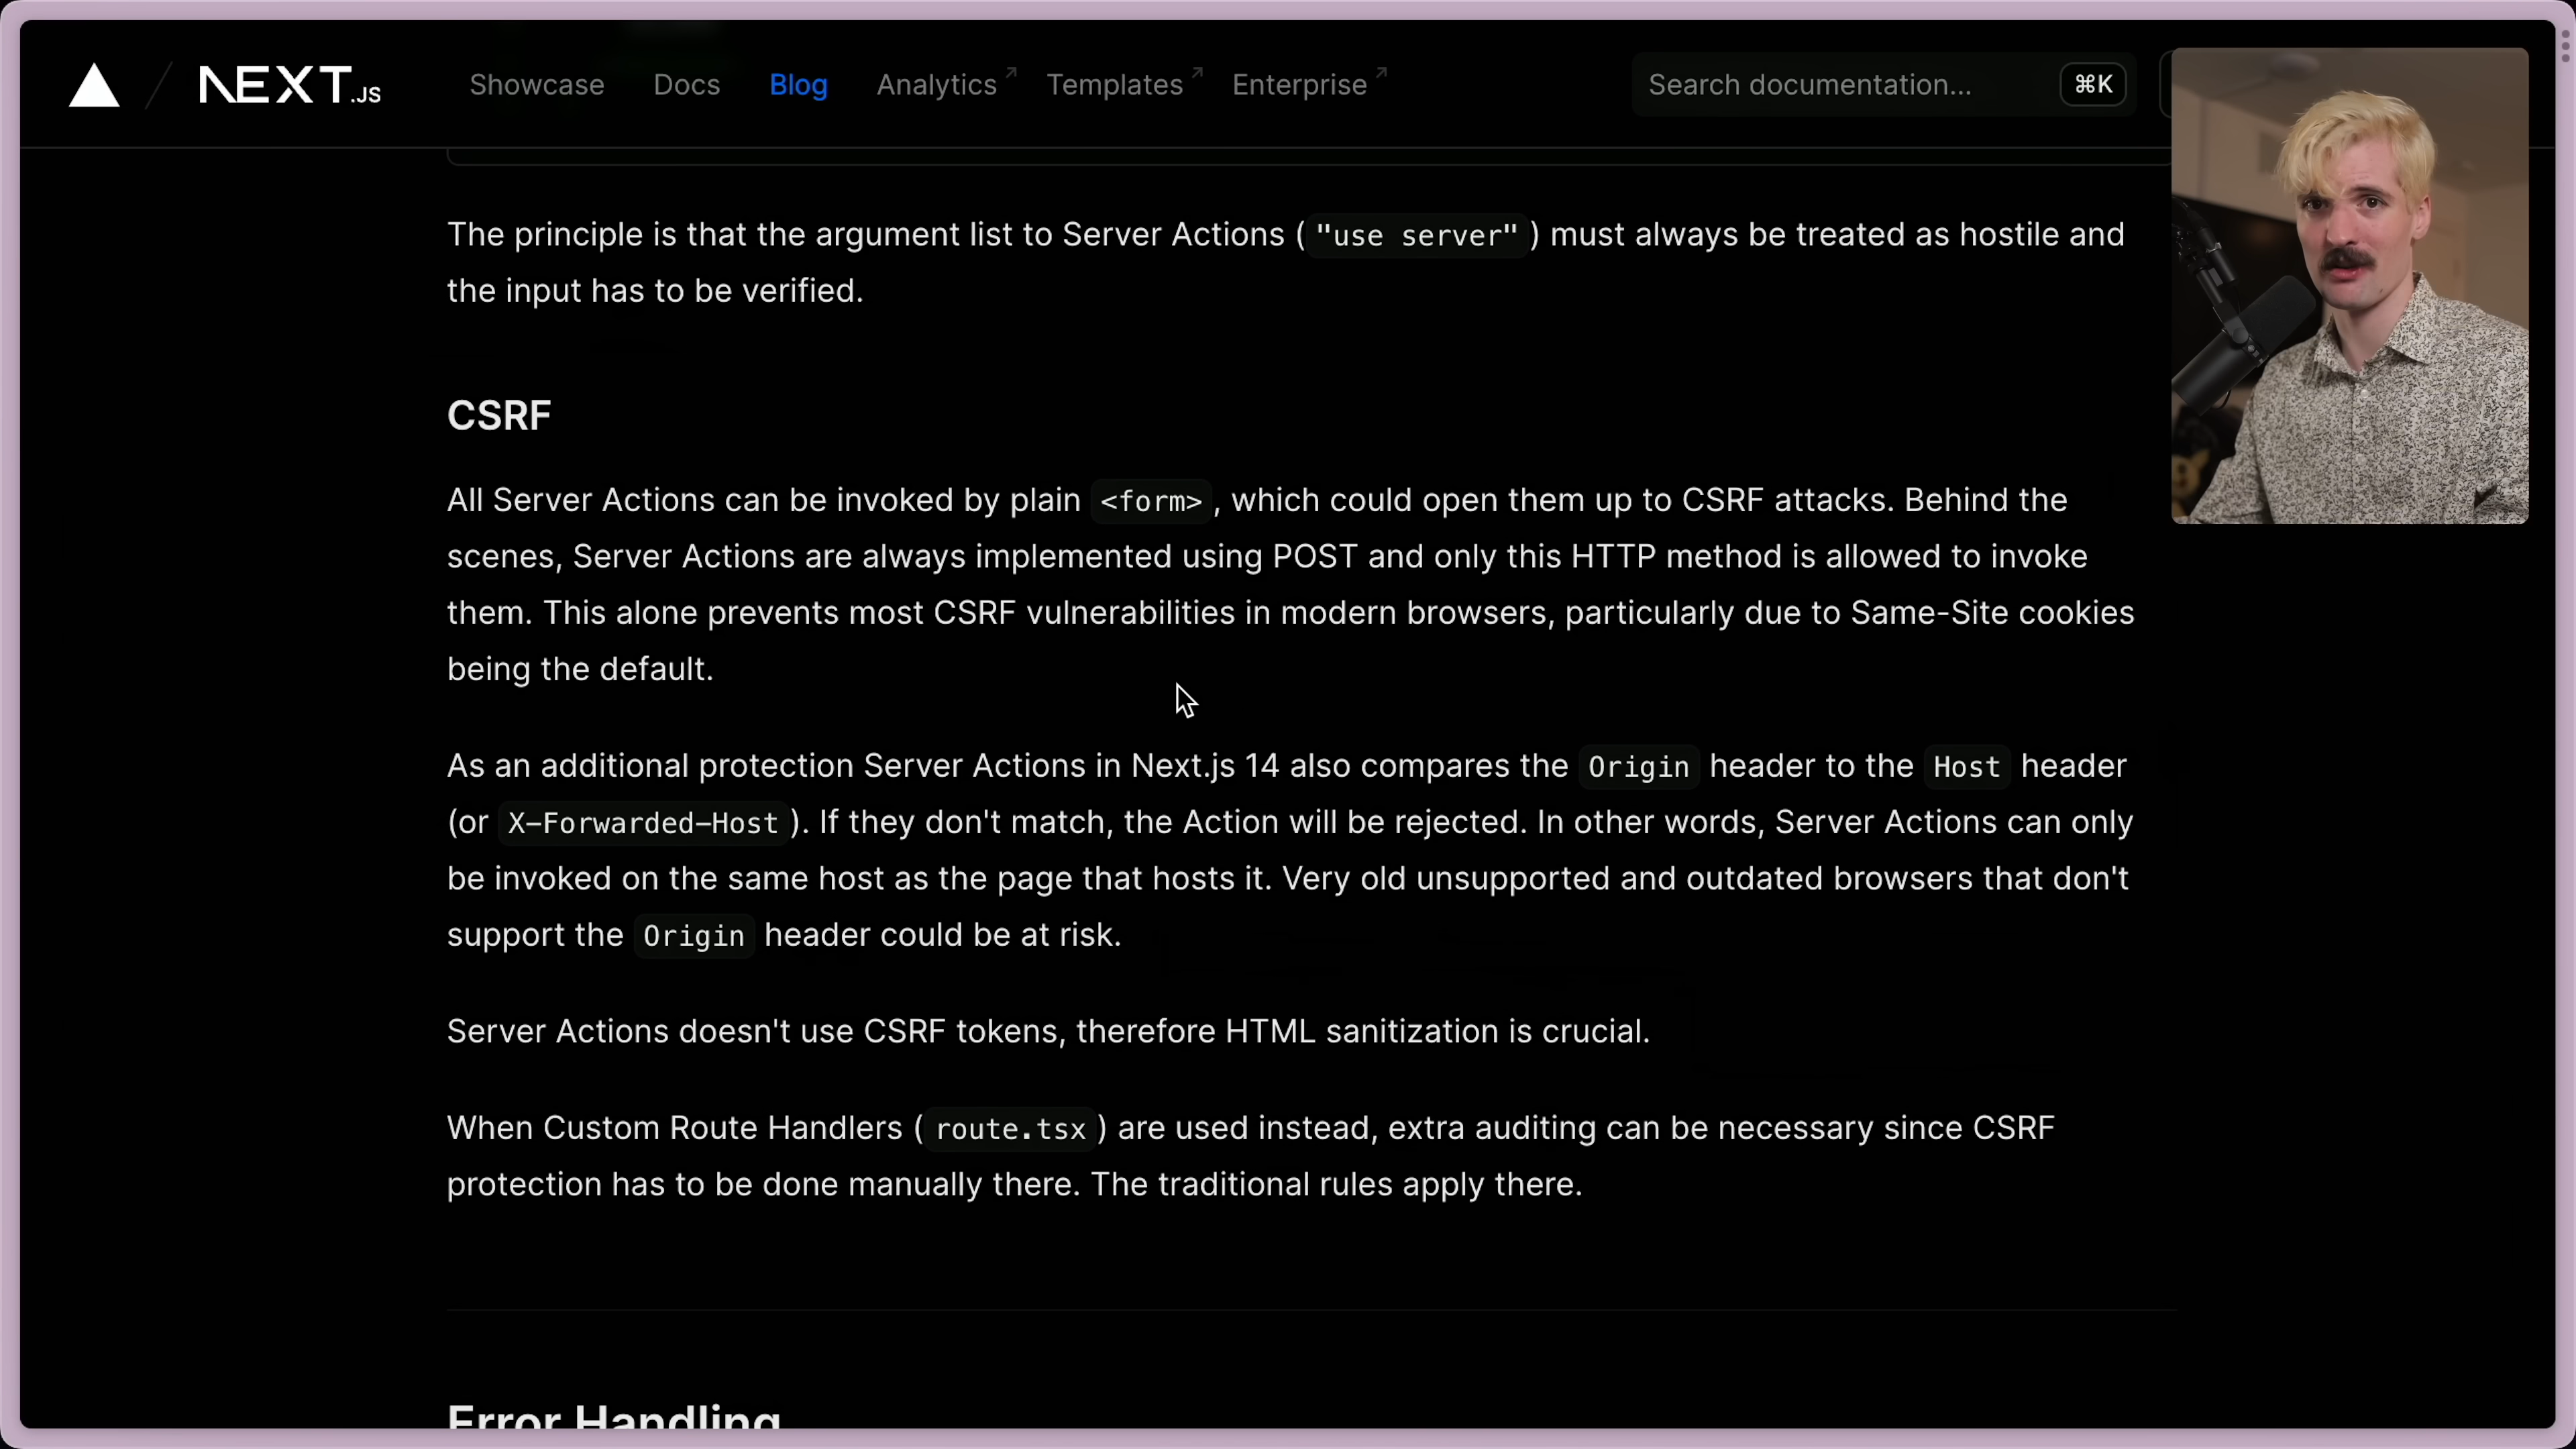 NEXT.JS Showcase Docs Blog Analytics Templates Enterprise Search documentation... ⌘K
The principle is that the argument list to Server Actions ("use server") must always be treated as hostile and
the input has to be verified.
CSRF
All Server Actions can be invoked by plain <form>, which could open them up to CSRF attacks. Behind the
scenes, Server Actions are always implemented using POST and only this HTTP method is allowed to invoke
them. This alone prevents most CSRF vulnerabilities in modern browsers, particularly due to Same-Site cookies
being the default.
As an additional protection Server Actions in Next.js 14 also compares the Origin header to the Host header
(or X-Forwarded-Host). If they don't match, the Action will be rejected. In other words, Server Actions can only
be invoked on the same host as the page that hosts it. Very old unsupported and outdated browsers that don't
support the Origin header could be at risk.
Server Actions doesn't use CSRF tokens, therefore HTML sanitization is crucial.
When Custom Route Handlers (route.tsx) are used instead, extra auditing can be necessary since CSRF
protection has to be done manually there. The traditional rules apply there.
Error Handling